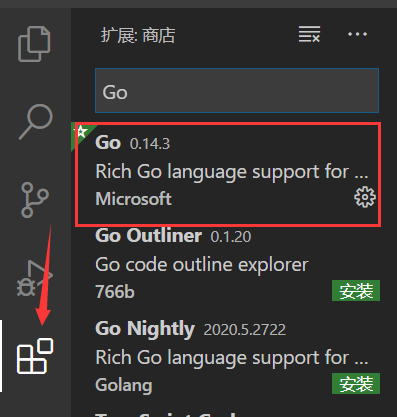 扩展: 商店
Go
Go 0.14.3
Rich Go language support for ...
Microsoft
Go Outliner 0.1.20
Go code outline explorer
766b
安装
Go Nightly 2020.5.2722
Rich Go language support for ...
Golang
安装